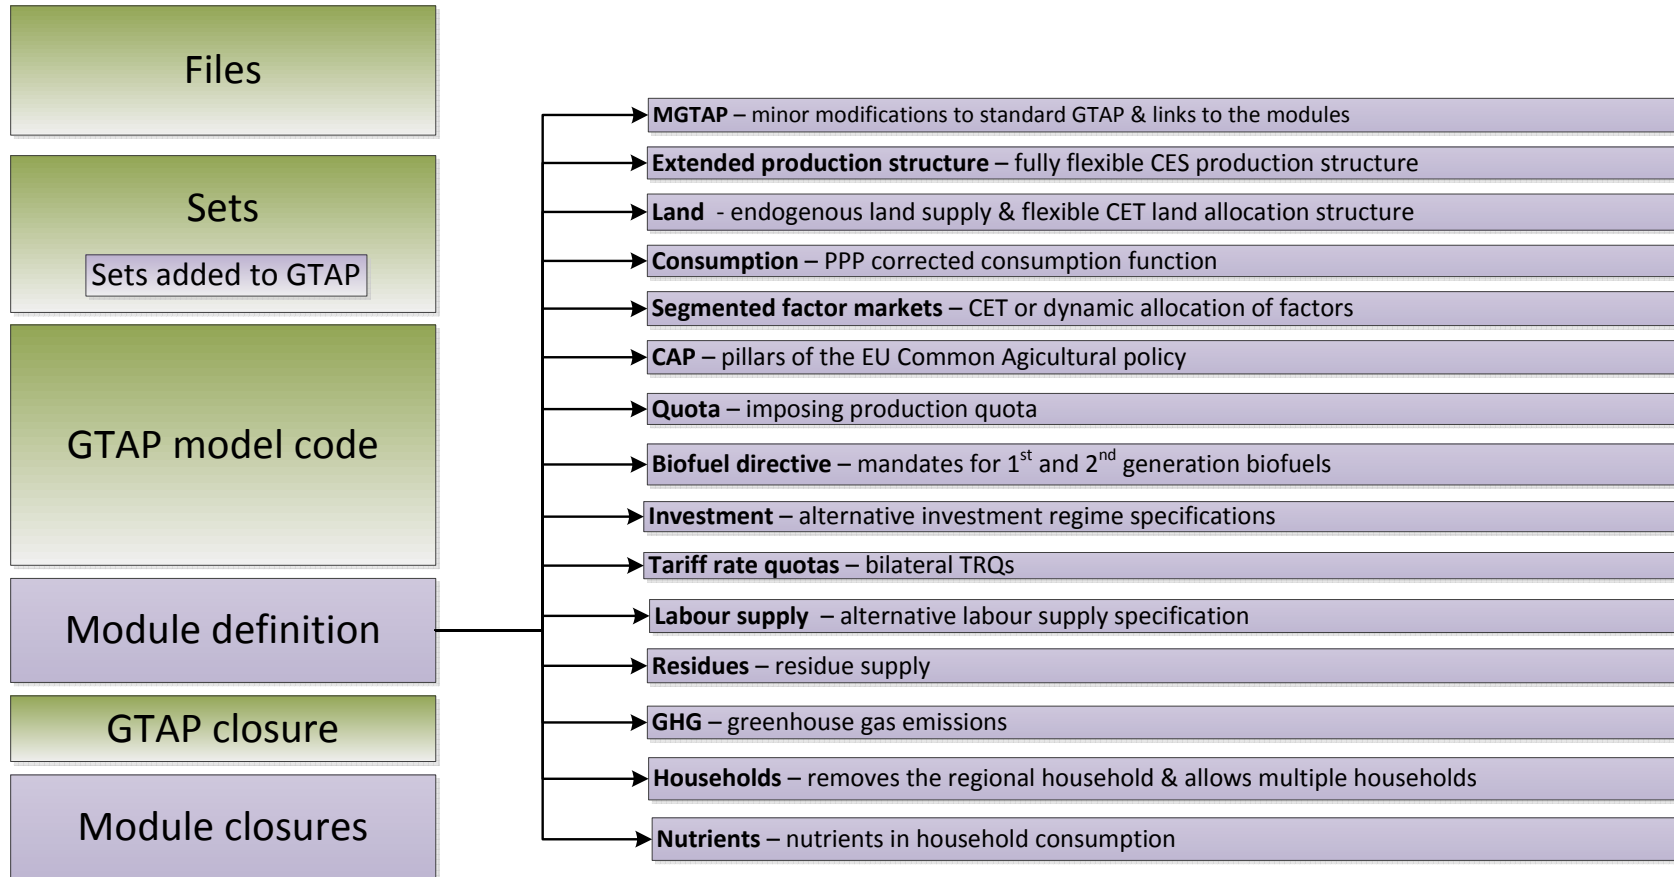 Files
Sets
Sets added to GTAP
GTAP model code
Module definition
GTAP closure
Module closures
MGTAP – minor modifications to standard GTAP & links to the modules
Extended production structure – fully flexible CES production structure
Land - endogenous land supply & flexible CET land allocation structure
Consumption – PPP corrected consumption function
Segmented factor markets – CET or dynamic allocation of factors
CAP – pillars of the EU Common Agicultural policy
Quota – imposing production quota
Biofuel directive – mandates for 1st and 2nd generation biofuels
Investment – alternative investment regime specifications
Tariff rate quotas – bilateral TRQs
Labour supply – alternative labour supply specification
Residues – residue supply
GHG – greenhouse gas emissions
Households – removes the regional household & allows multiple households
Nutrients – nutrients in household consumption